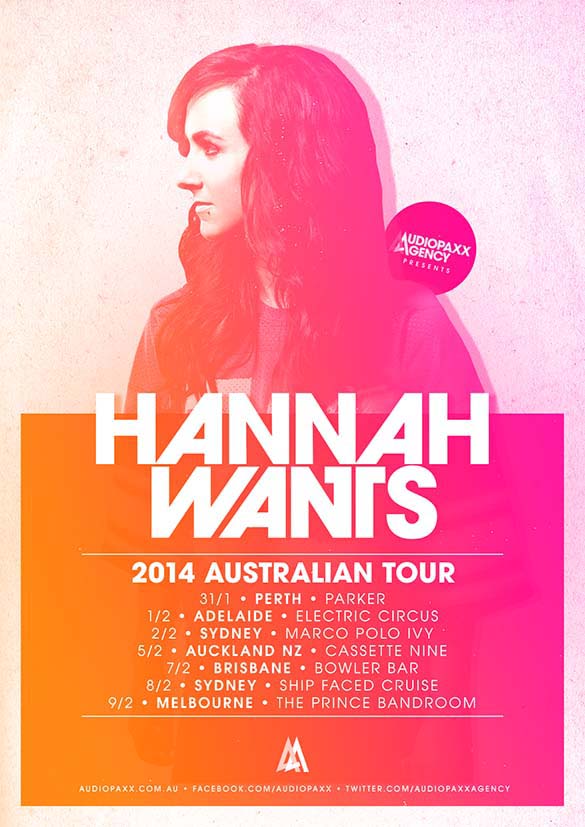 AUDIOPAXX
AGENCY
PRESENTS
HANNAH
WANTS
2014 AUSTRALIAN TOUR
31/1 • PERTH • PARKER
1/2 • ADELAIDE • ELECTRIC CIRCUS
2/2 • SYDNEY • MARCO POLO IVY
5/2 • AUCKLAND NZ • CASSETTE NINE
7/2 • BRISBANE • BOWLER BAR
8/2 • SYDNEY • SHIP FACED CRUISE
9/2 • MELBOURNE • THE PRINCE BANDROOM
AUDIOPAXX.COM.AU • FACEBOOK.COM/AUDIOPAXX • TWITTER.COM/AUDIOPAXXAGENCY